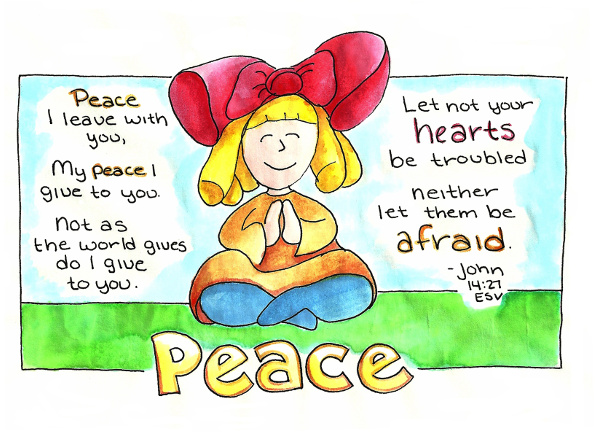 Peace
I leave with
you,
My peace I
give to you.
Not as
the world gives
do I give
to you.
Let not your
hearts
be troubled
neither
let them be
afraid.
-John
14:27
ESV
Peace